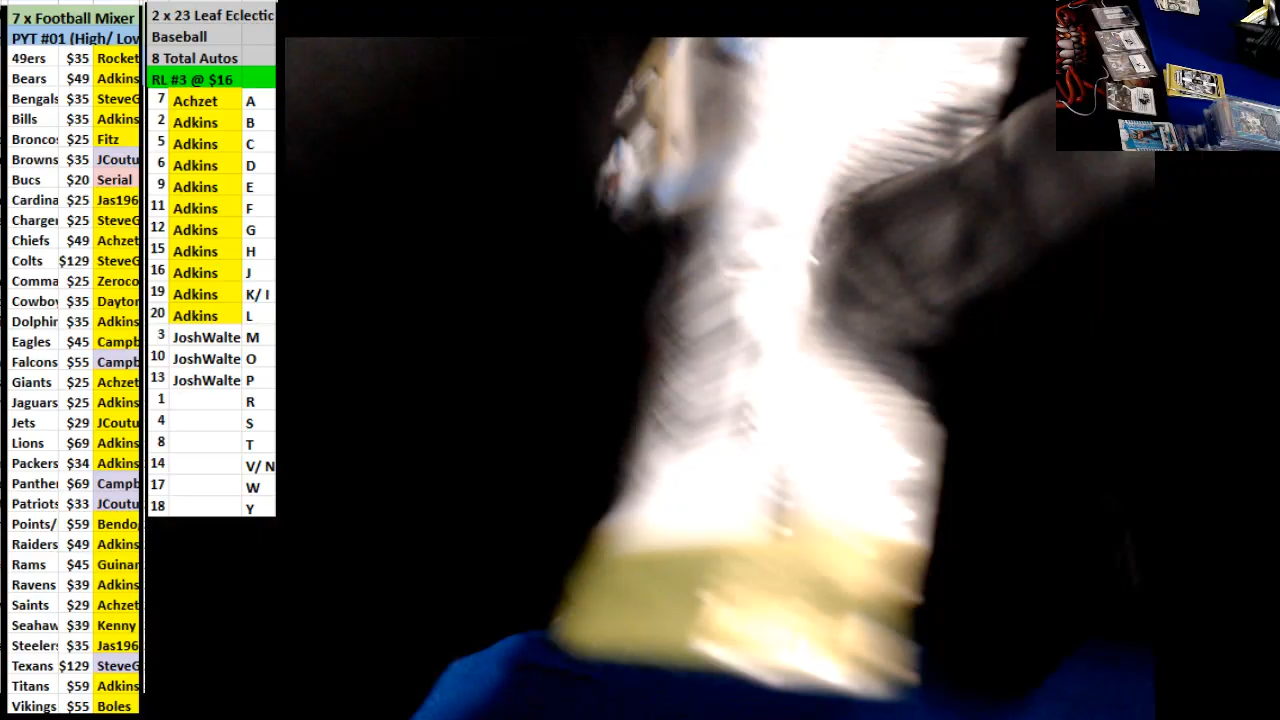 7 x Football Mixer
PYT #01 (High/ Lov
49ers $35 Rocket
Bears $49 Adkins
Bengals $35 SteveG
Bills $35 Adkins
Broncos $25 Fitz
Browns $35 JCoutu
Bucs $20 Serial
Cardina $25 Jas196
Charger $25 SteveG
Chiefs $49 Achzet
Colts $129 SteveG
Comma $25 Zeroco
Cowboy $35 Dayton
Dolphin $35 Adkins
Eagles $45 Campb
Falcons $55 Campb
Giants $25 Achzet
Jaguars $25 Adkins
Jets $29 JCoutu
Lions $69 Adkins
Packers $34 Adkins
Panther $69 Campb
Patriots $33 JCoutu
Points/ $59 Bendo
Raiders $49 Adkins
Rams $45 Guinar
Ravens $39 Adkins
Saints $29 Achzet
Seahaw $39 Kenny
Steelers $35 Jas196
Texans $129 SteveG
Titans $59 Adkins
Vikings $55 Boles
2 x 23 Leaf Eclectic
Baseball
8 Total Autos
RL #3 @ $16
7 Achzet A
2 Adkins B
5 Adkins C
6 Adkins D
9 Adkins E
11 Adkins F
12 Adkins G
15 Adkins H
16 Adkins J
19 Adkins K/ I
20 Adkins L
3 JoshWalte M
10 JoshWalte O
13 JoshWalte P
1 R
4 S
8 T
14 V/ N
17 W
18 Y